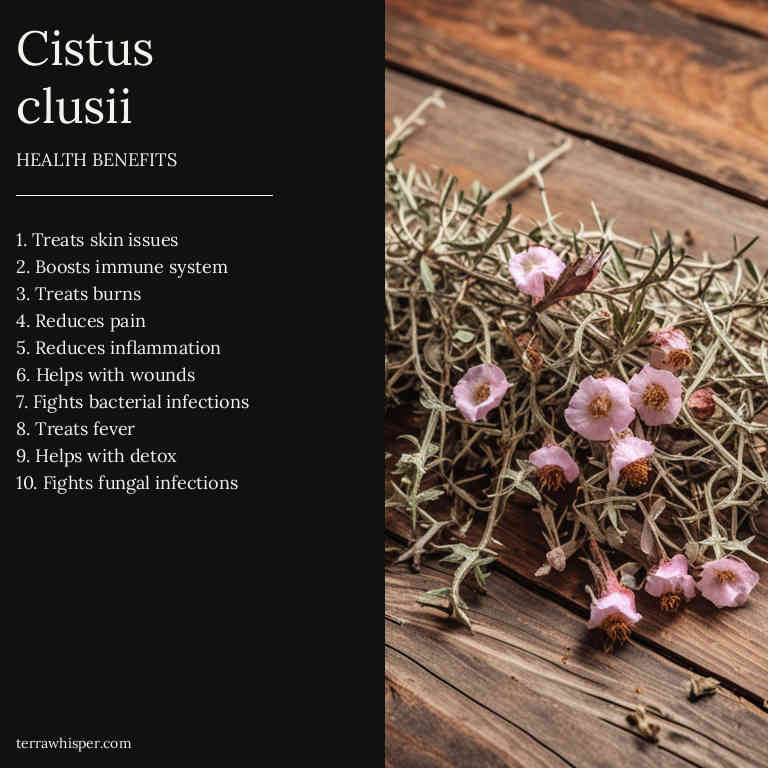 Cistus
clusii
HEALTH BENEFITS
1. Treats skin issues
2. Boosts immune system
3. Treats burns
4. Reduces pain
5. Reduces inflammation
6. Helps with wounds
7. Fights bacterial infections
8. Treats fever
9. Helps with detox
10. Fights fungal infections
terrawhisper.com